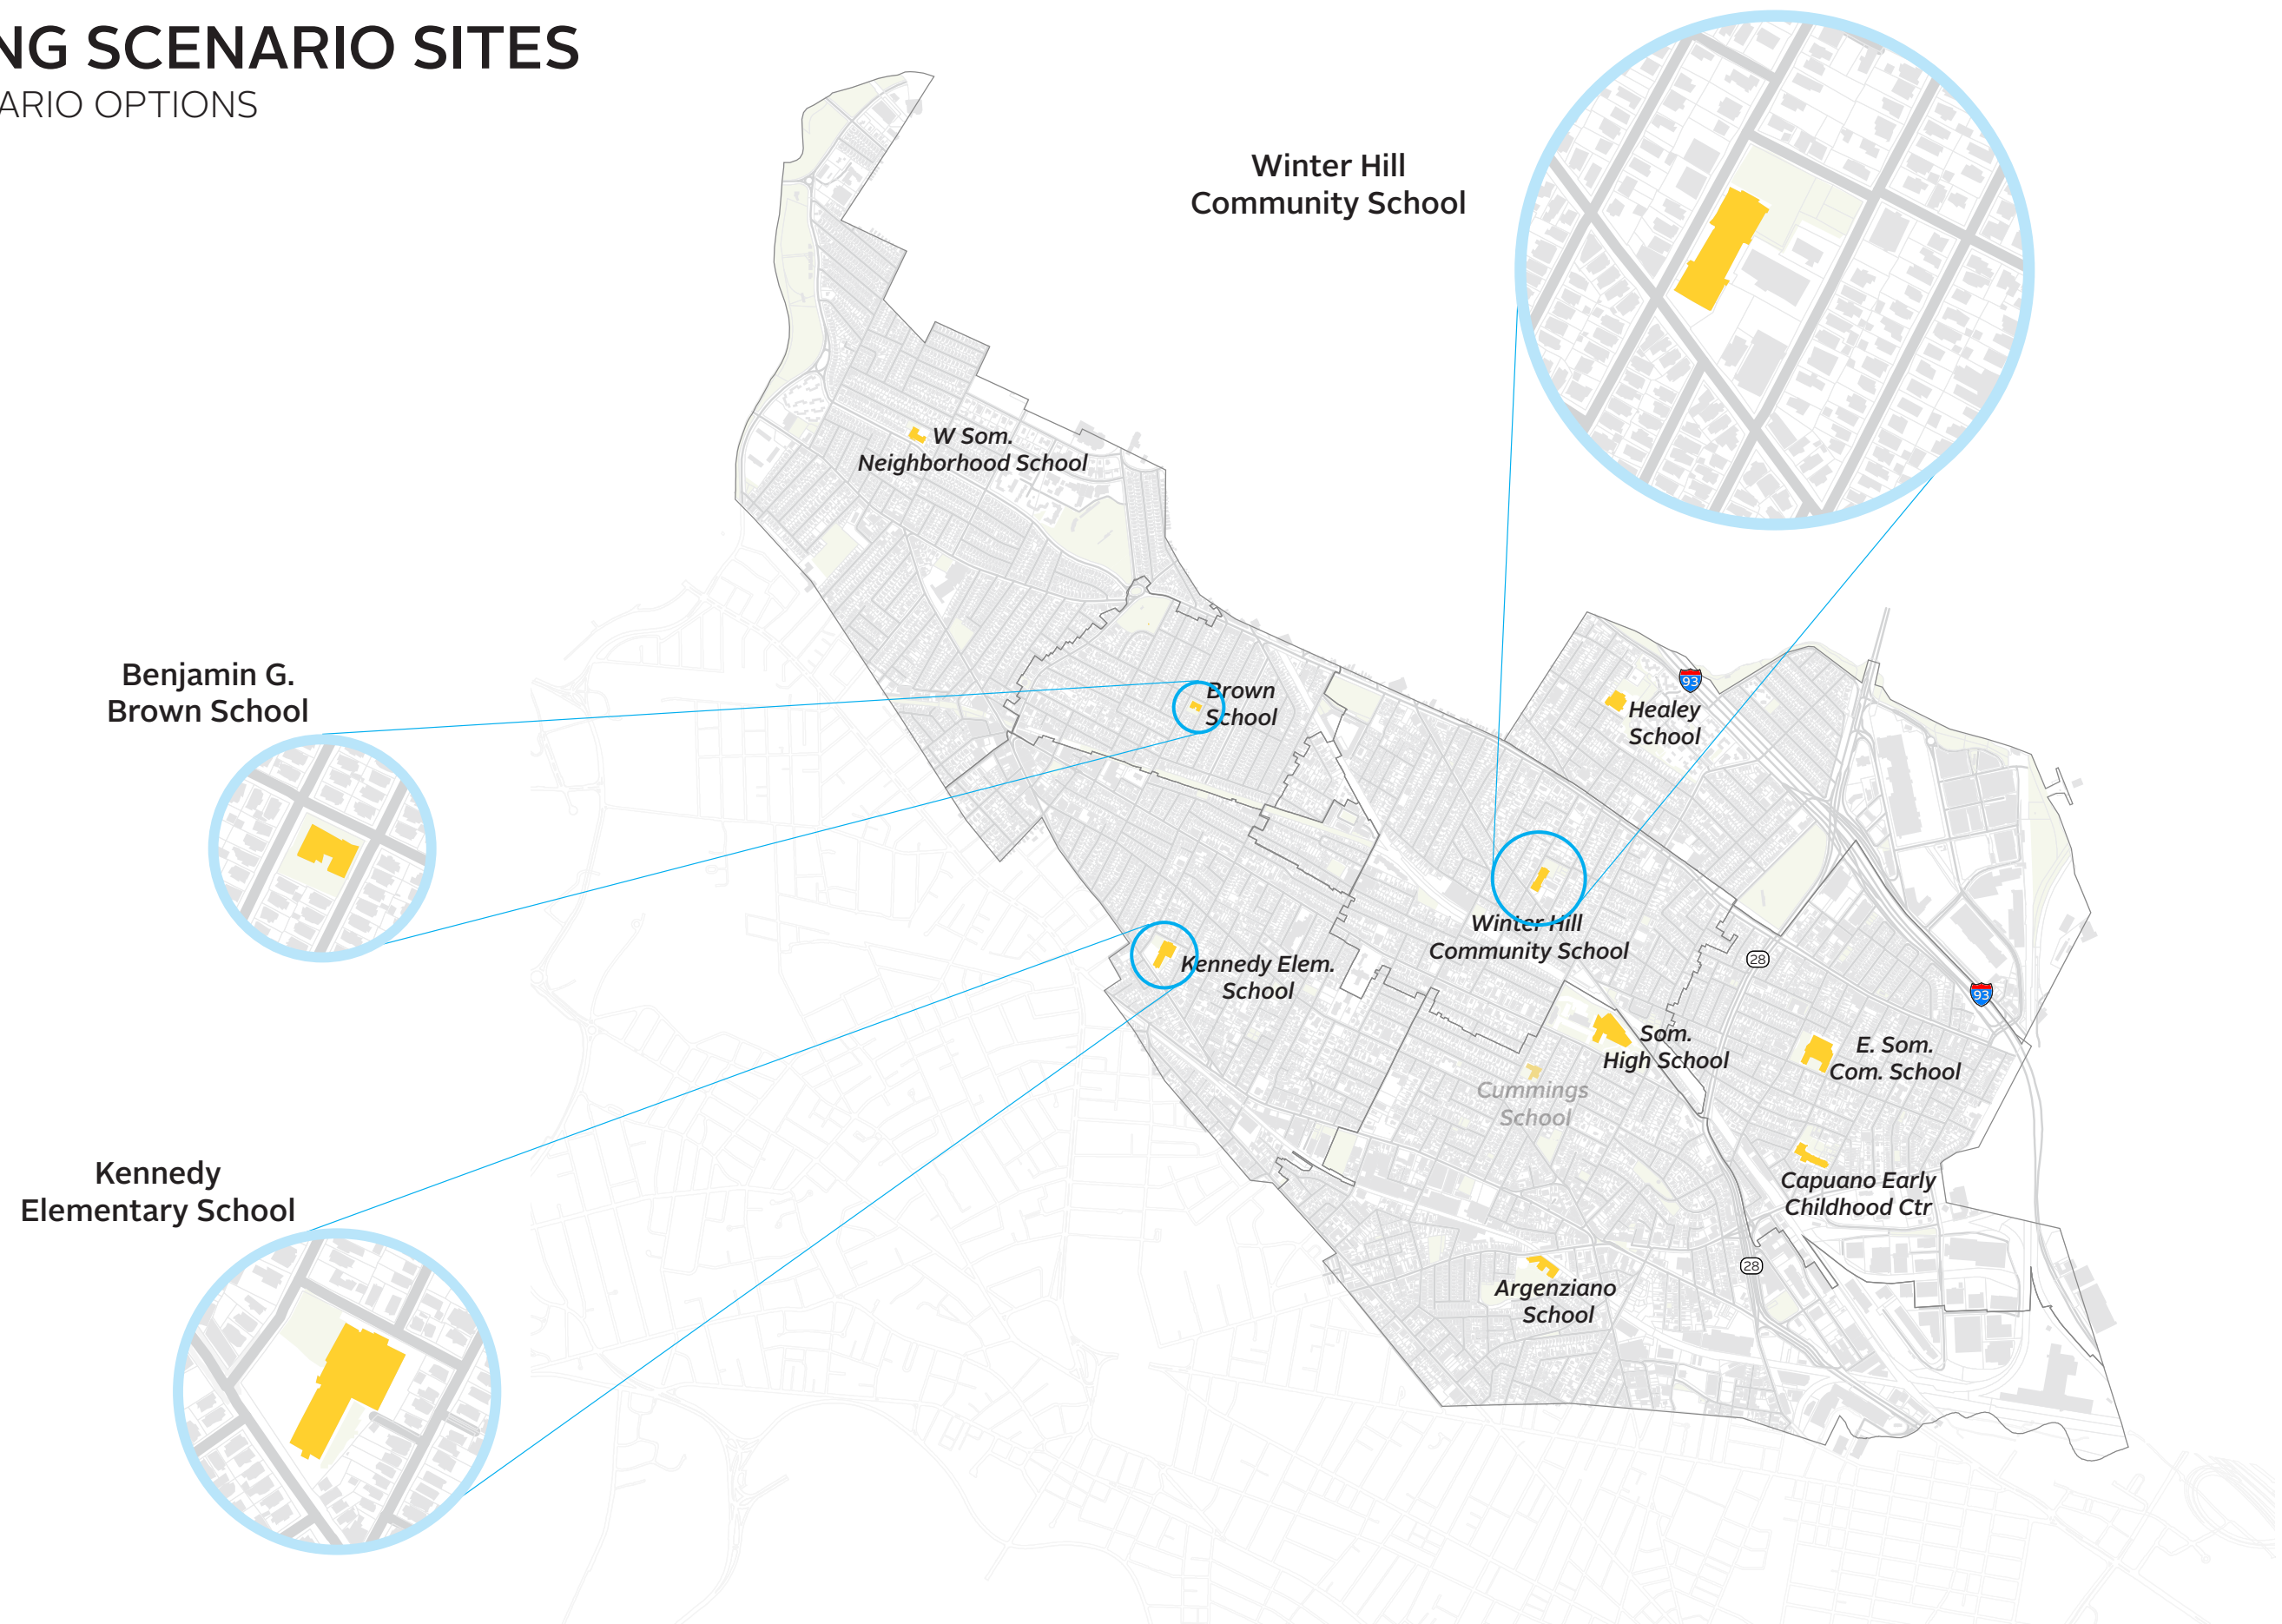 NG SCENARIO SITES
ARIO OPTIONS
Winter Hill
Community School
W Som.
Neighborhood School
Benjamin G.
Brown School
Brown
School
93
Healey
School
Winter Hill
Community School
28
Kennedy Elem.
School
93
Som.
High School
E. Som.
Com. School
Cummings
School
Kennedy
Elementary School
Capuano Early
Childhood Ctr
28
Argenziano
School